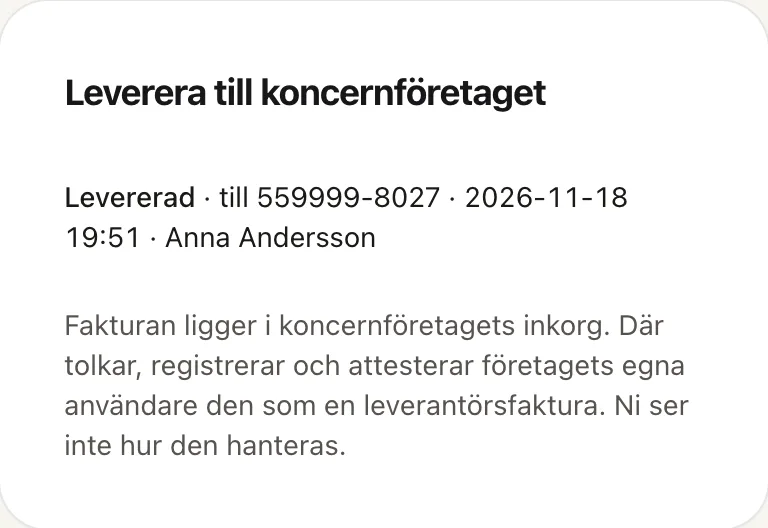 Leverera till koncernföretaget
Levererad · till 559999-8027 · 2026-11-18
19:51 · Anna Andersson
Fakturan ligger i koncernföretagets inkorg. Där
tolkar, registrerar och attesterar företagets egna
användare den som en leverantörsfaktura. Ni ser
inte hur den hanteras.